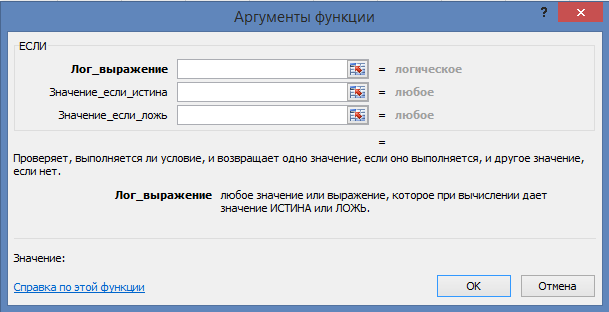 Аргументы функции
?
ЕСЛИ
Лог_выражение = логическое
Значение_если_истина = любое
Значение_если_ложь = любое
=
Проверяет, выполняется ли условие, и возвращает одно значение, если оно выполняется, и другое значение,
если нет.
Лог_выражение любое значение или выражение, которое при вычислении дает
значение ИСТИНА или ЛОЖЬ.
Значение:
Справка по этой функции
ОК
Отмена